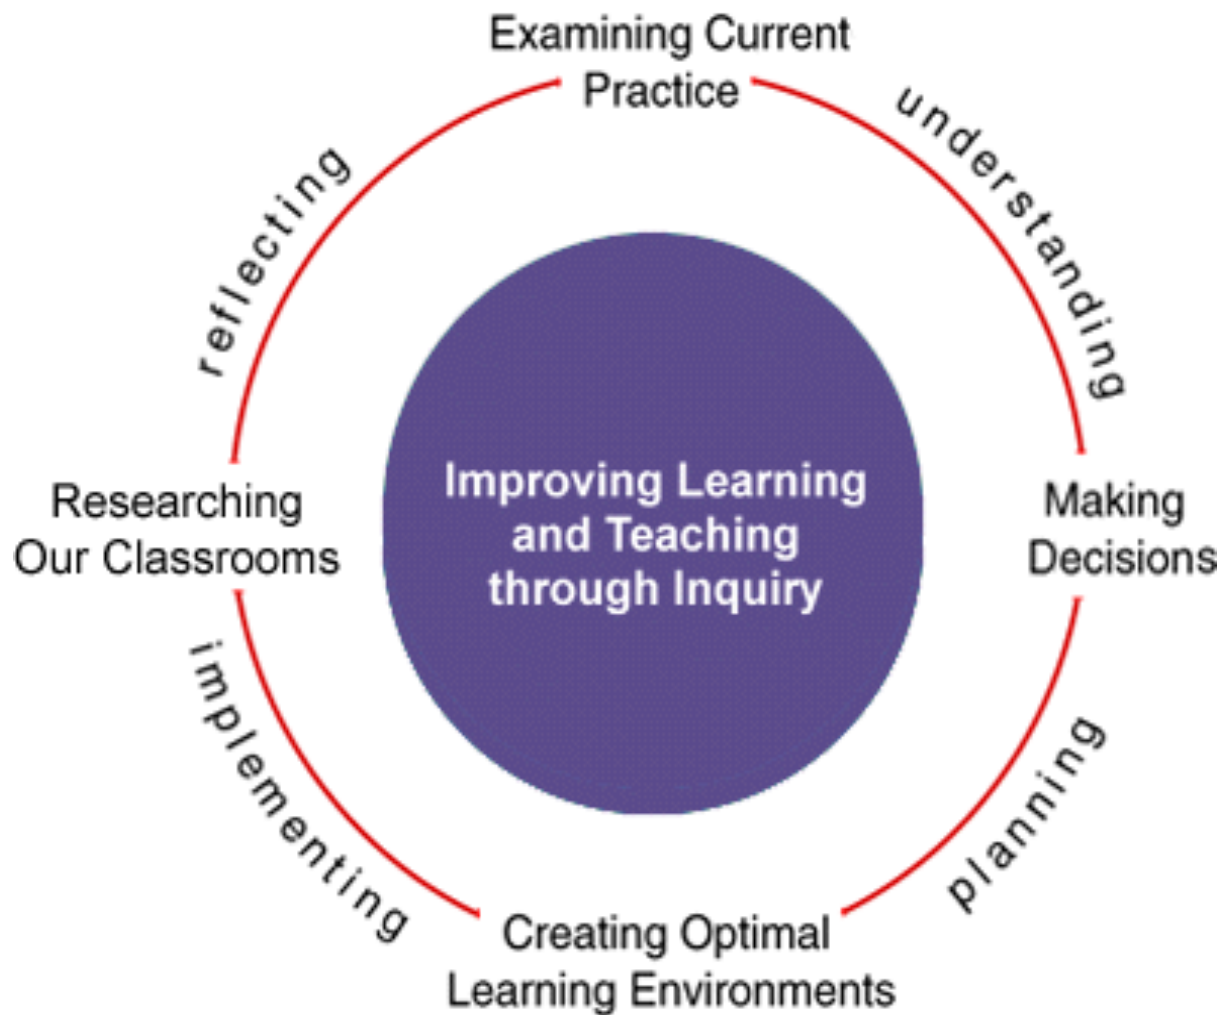 Examining Current
Practice
understanding
reflecting
Improving Learning
and Teaching
through Inquiry
Researching
Our Classrooms
Making
Decisions
implementing
planning
Creating Optimal
Learning Environments